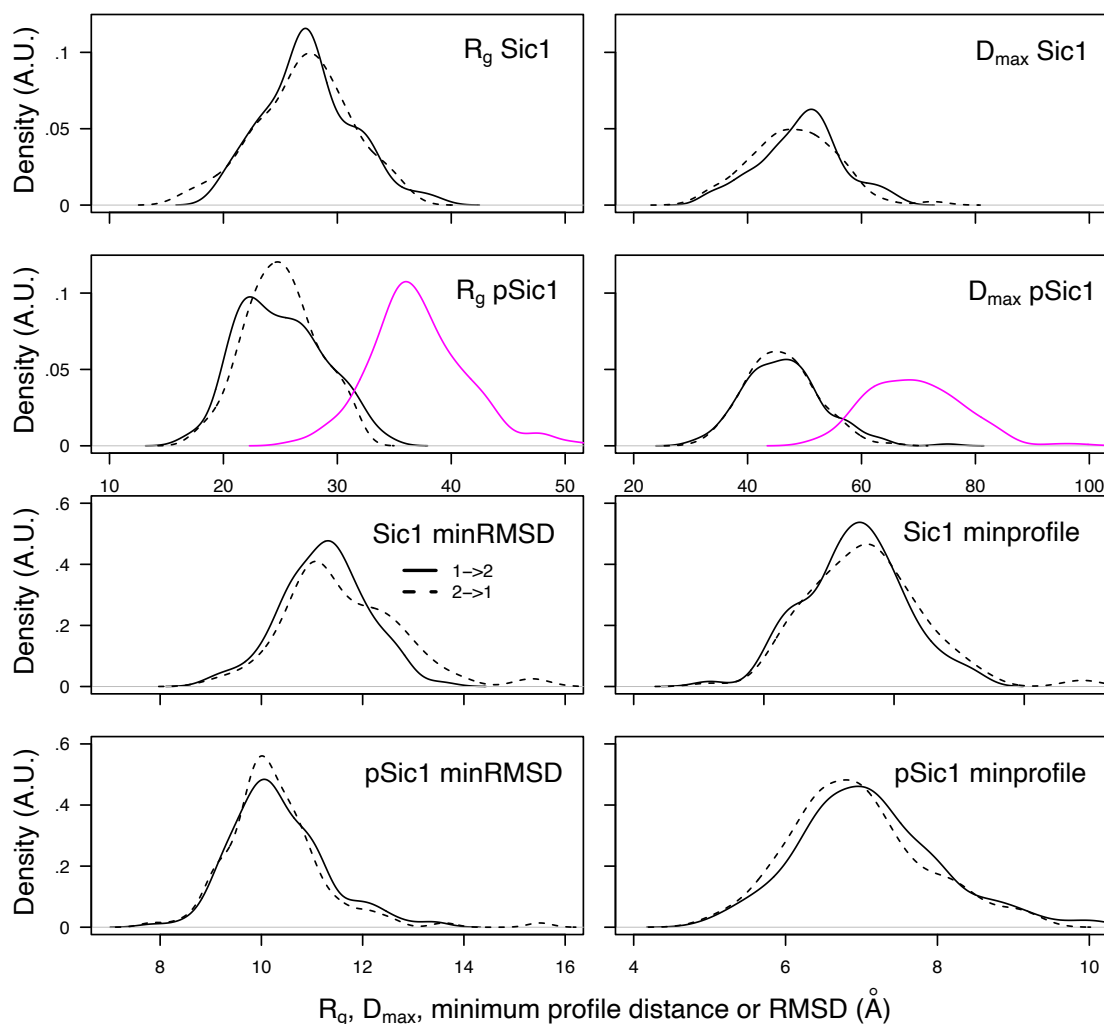 Density (A.U.)
.1
.05
0
R_g Sic1
D_max Sic1
Density (A.U.)
.1
.05
0
R_g pSic1
D_max pSic1
10 20 30 40 50 20 40 60 80 100
Density (A.U.)
.6
.4
.2
0
Sic1 minRMSD
1->2
2->1
Sic1 minprofile
Density (A.U.)
.6
.4
.2
0
pSic1 minRMSD
pSic1 minprofile
8 10 12 14 16 4 6 8 10
R_g, D_max, minimum profile distance or RMSD (Å)